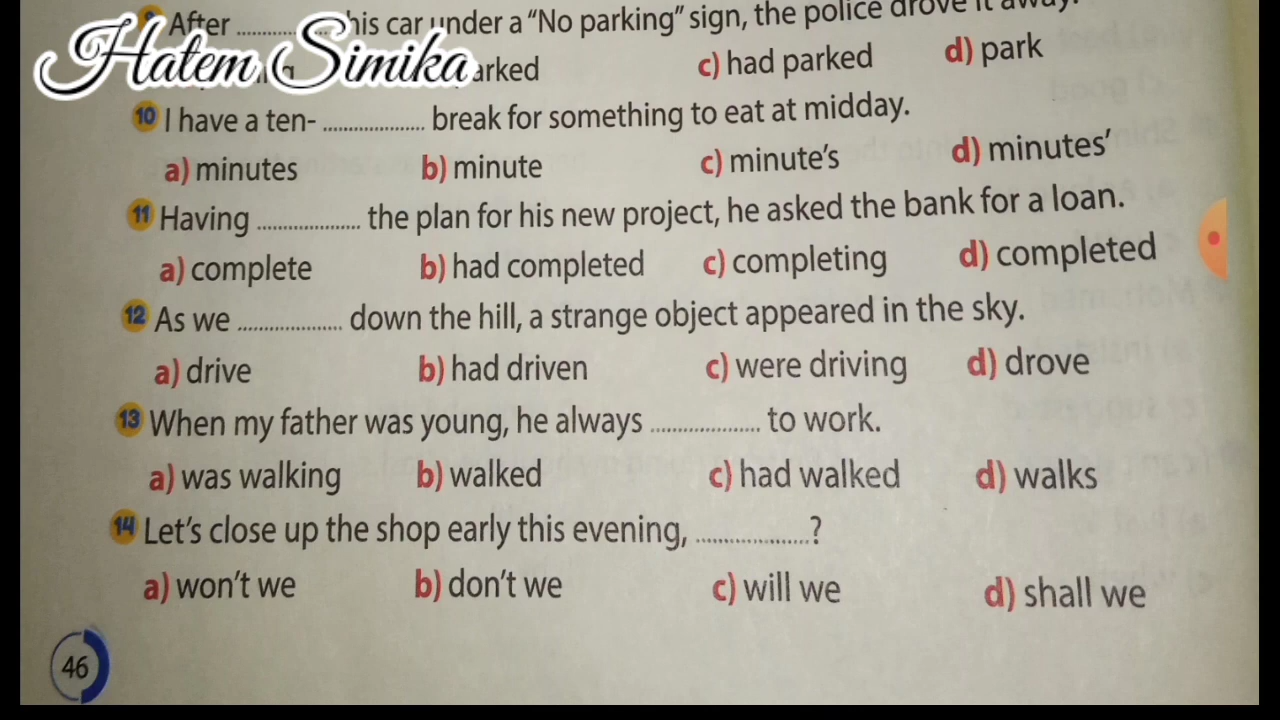 After .................. his car under a “No parking” sign, the police drove it away.
Hatem Simika
c) had parked d) park
10 I have a ten- .................. break for something to eat at midday.
a) minutes b) minute c) minute’s d) minutes’
11 Having .................. the plan for his new project, he asked the bank for a loan.
a) complete b) had completed c) completing d) completed
12 As we .................. down the hill, a strange object appeared in the sky.
a) drive b) had driven c) were driving d) drove
13 When my father was young, he always .................. to work.
a) was walking b) walked c) had walked d) walks
14 Let’s close up the shop early this evening, ..................?
a) won’t we b) don’t we c) will we d) shall we
46